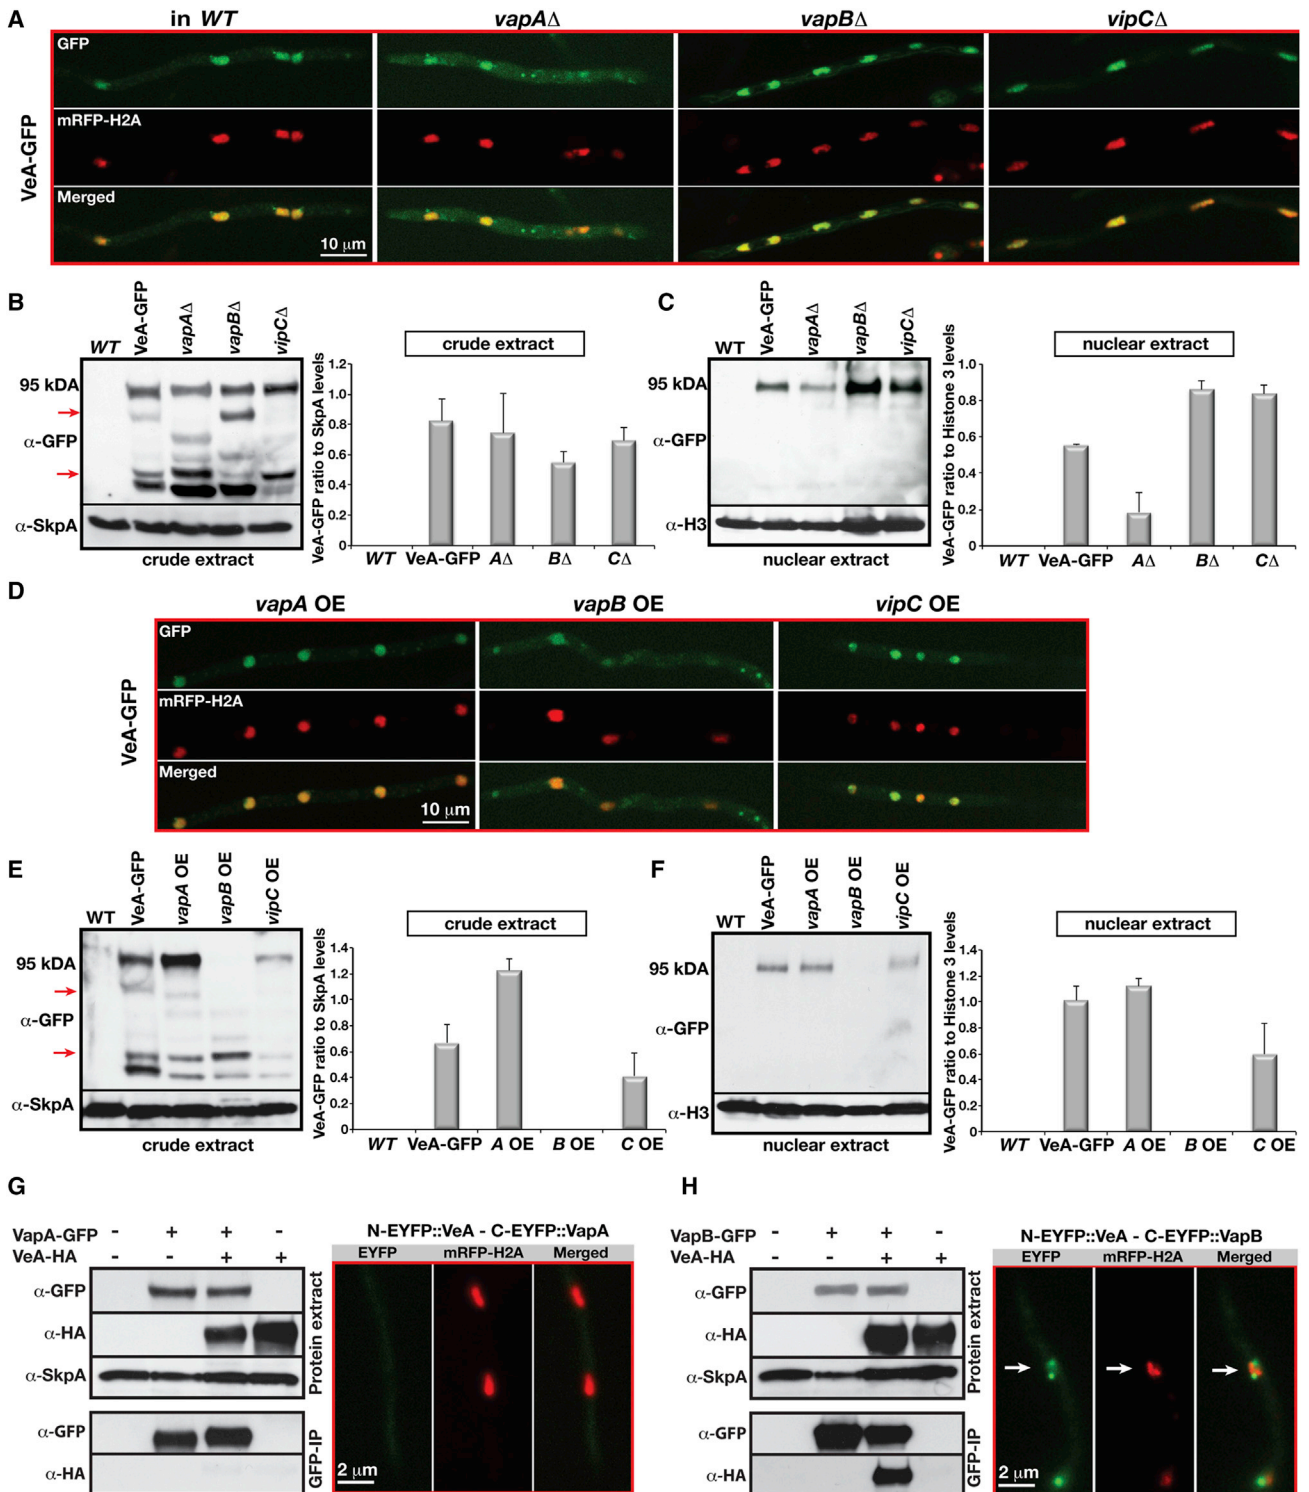 A
in WT
vapAΔ
vapBΔ
vipCΔ
VeA-GFP
GFP
mRFP-H2A
Merged
10 μm
B
WT
VeA-GFP
vapAΔ
vapBΔ
vipCΔ
95 kDA
α-GFP
α-SkpA
crude extract
crude extract
VeA-GFP ratio to SkpA levels
1.2
1.0
0.8
0.6
0.4
0.2
0
WT VeA-GFP AΔ BΔ CΔ
C
WT
VeA-GFP
vapAΔ
vapBΔ
vipCΔ
95 kDA
α-GFP
α-H3
nuclear extract
nuclear extract
VeA-GFP ratio to Histone 3 levels
1.0
0.8
0.6
0.4
0.2
0
WT VeA-GFP AΔ BΔ CΔ
D
vapA OE
vapB OE
vipC OE
VeA-GFP
GFP
mRFP-H2A
Merged
10 μm
E
WT
VeA-GFP
vapA OE
vapB OE
vipC OE
95 kDA
α-GFP
α-SkpA
crude extract
crude extract
VeA-GFP ratio to SkpA levels
1.4
1.2
1.0
0.8
0.6
0.4
0.2
0
WT VeA-GFP A OE B OE C OE
F
WT
VeA-GFP
vapA OE
vapB OE
vipC OE
95 kDA
α-GFP
α-H3
nuclear extract
nuclear extract
VeA-GFP ratio to Histone 3 levels
1.4
1.2
1.0
0.8
0.6
0.4
0.2
0
WT VeA-GFP A OE B OE C OE
G
VapA-GFP - + + -
VeA-HA - - + +
α-GFP
α-HA
α-SkpA
Protein extract
α-GFP
α-HA
GFP-IP
N-EYFP::VeA - C-EYFP::VapA
EYFP mRFP-H2A Merged
2 μm
H
VapB-GFP - + + -
VeA-HA - - + +
α-GFP
α-HA
α-SkpA
Protein extract
α-GFP
α-HA
GFP-IP
N-EYFP::VeA - C-EYFP::VapB
EYFP mRFP-H2A Merged
2 μm